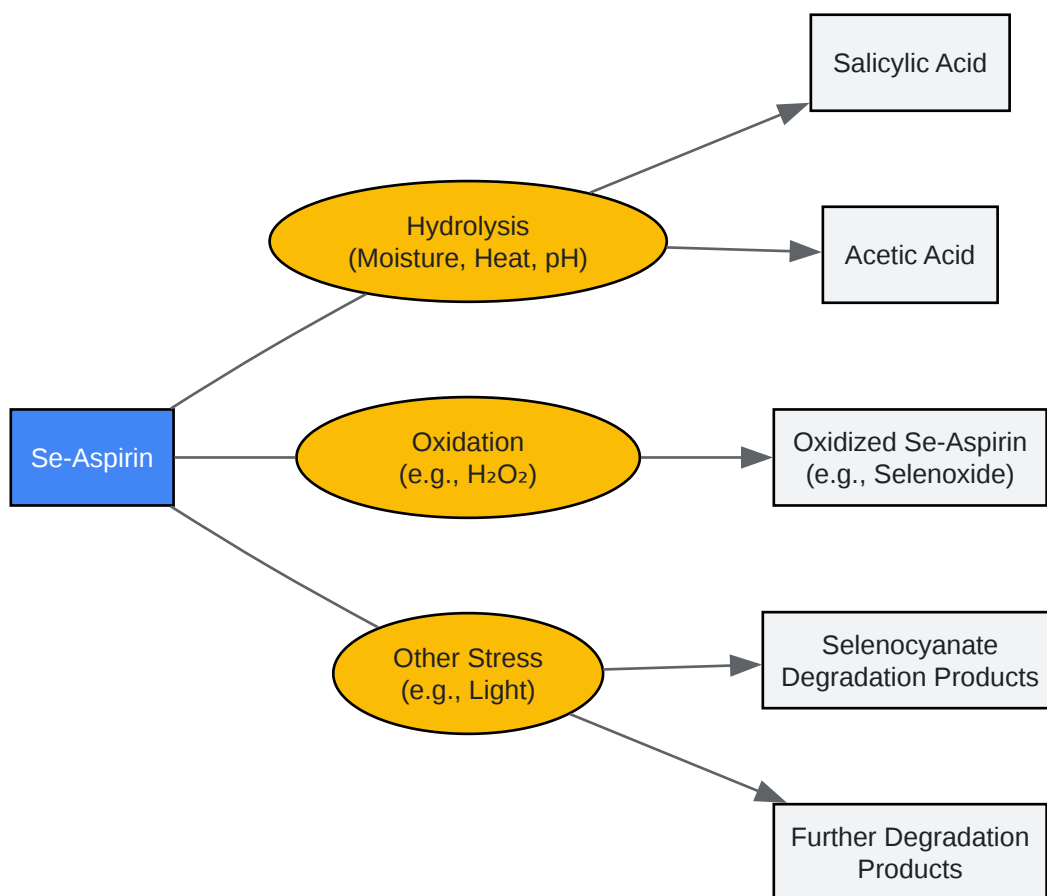 Salicylic Acid
Hydrolysis
(Moisture, Heat, pH)
Acetic Acid
Se-Aspirin
Oxidation
(e.g., H₂O₂)
Oxidized Se-Aspirin
(e.g., Selenoxide)
Other Stress
(e.g., Light)
Selenocyanate
Degradation Products
Further Degradation
Products